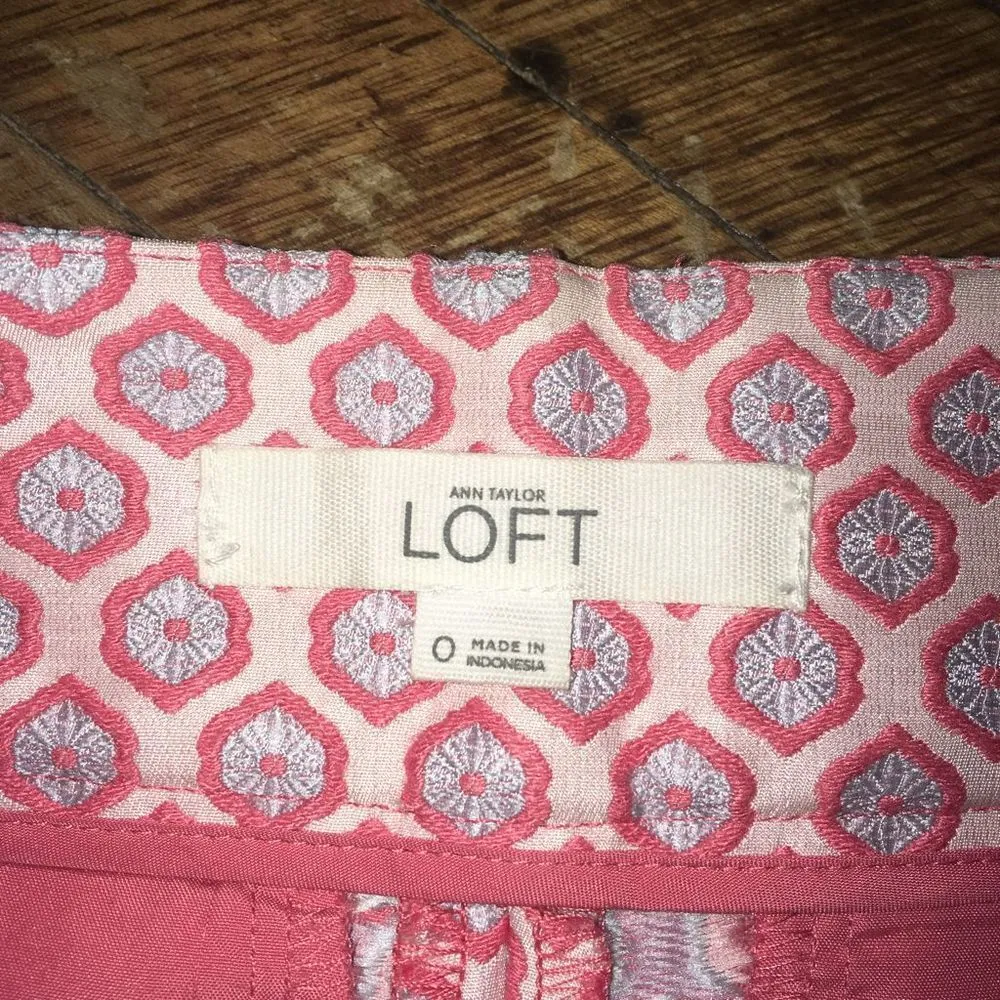 ANN TAYLOR
LOFT
0 MADE IN
INDONESIA